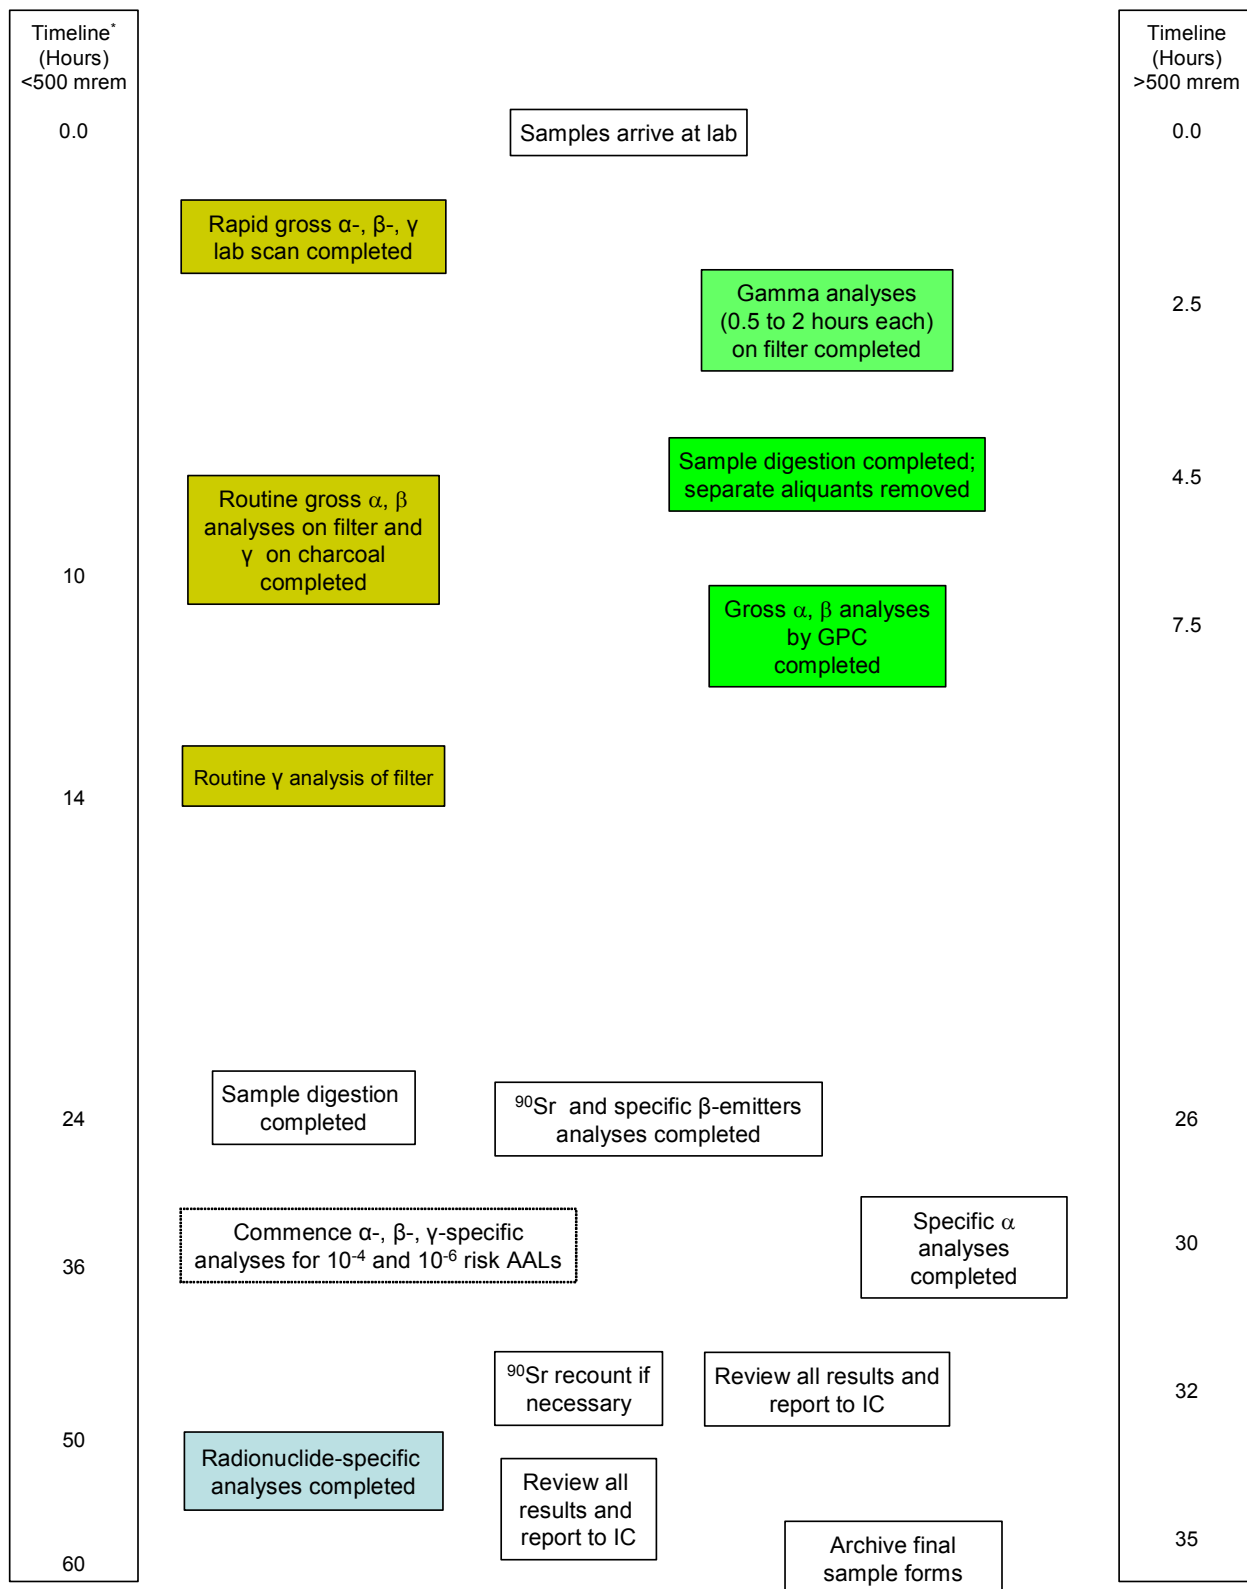 Timeline*
(Hours)
<500 mrem
Timeline
(Hours)
>500 mrem
0.0
Samples arrive at lab
0.0
Rapid gross α-, β-, γ
lab scan completed
Gamma analyses
(0.5 to 2 hours each)
on filter completed
2.5
Sample digestion completed;
separate aliquants removed
4.5
Routine gross α, β
analyses on filter and
γ on charcoal
completed
10
Gross α, β analyses
by GPC
completed
7.5
Routine γ analysis of filter
14
24
Sample digestion
completed
⁹⁰Sr and specific β-emitters
analyses completed
26
Commence α-, β-, γ-specific
analyses for 10⁻⁴ and 10⁻⁶ risk AALs
36
Specific α
analyses
completed
30
⁹⁰Sr recount if
necessary
Review all results and
report to IC
32
50
Radionuclide-specific
analyses completed
Review all
results and
report to IC
Archive final
sample forms
35
60